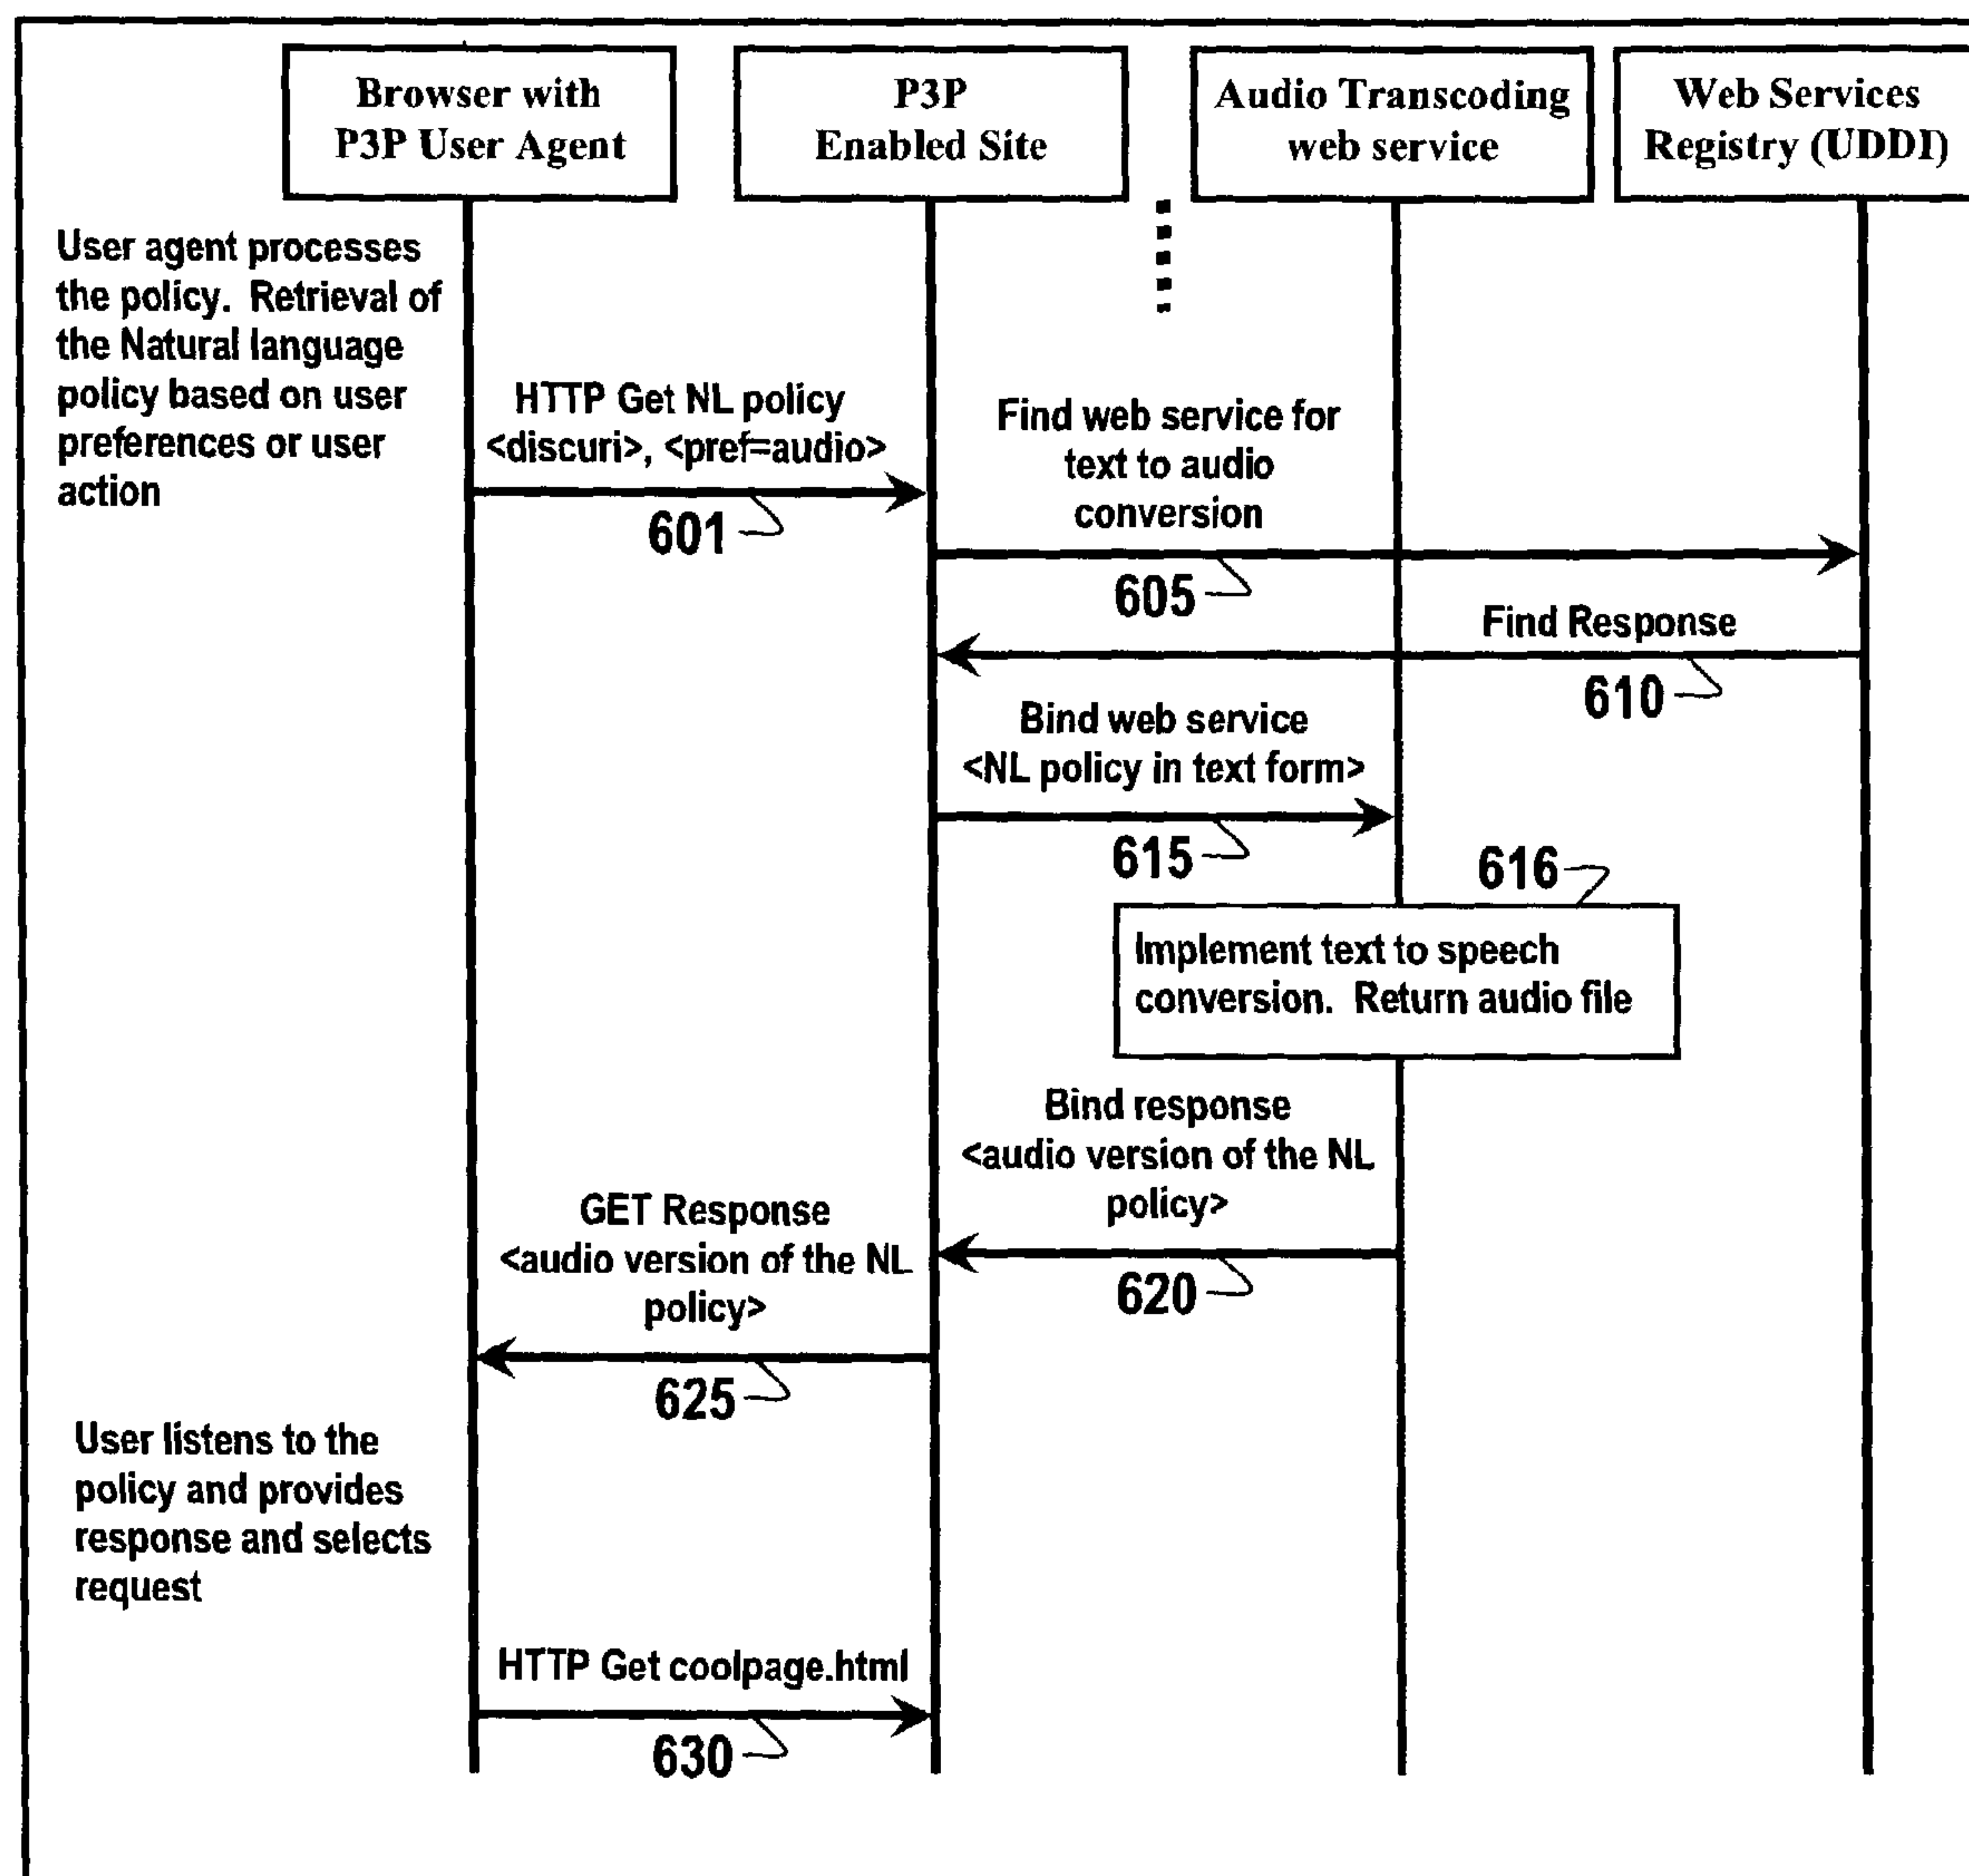 Browser with
P3P User Agent
P3P
Enabled Site
Audio Transcoding
web service
Web Services
Registry (UDDI)
User agent processes
the policy. Retrieval of
the Natural language
policy based on user
preferences or user
action
HTTP Get NL policy
<discuri>, <pref=audio>
601
Find web service for
text to audio
conversion
605
Find Response
610
Bind web service
<NL policy in text form>
615
616
Implement text to speech
conversion. Return audio file
Bind response
<audio version of the NL
policy>
620
GET Response
<audio version of the NL
policy>
625
User listens to the
policy and provides
response and selects
request
HTTP Get coolpage.html
630